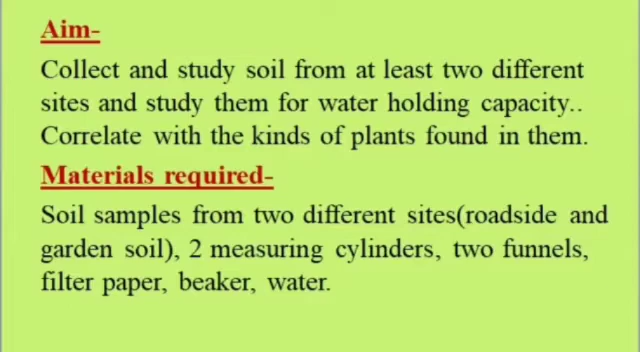 Aim-
Collect and study soil from at least two different
sites and study them for water holding capacity..
Correlate with the kinds of plants found in them.
Materials required-
Soil samples from two different sites(roadside and
garden soil), 2 measuring cylinders, two funnels,
filter paper, beaker, water.